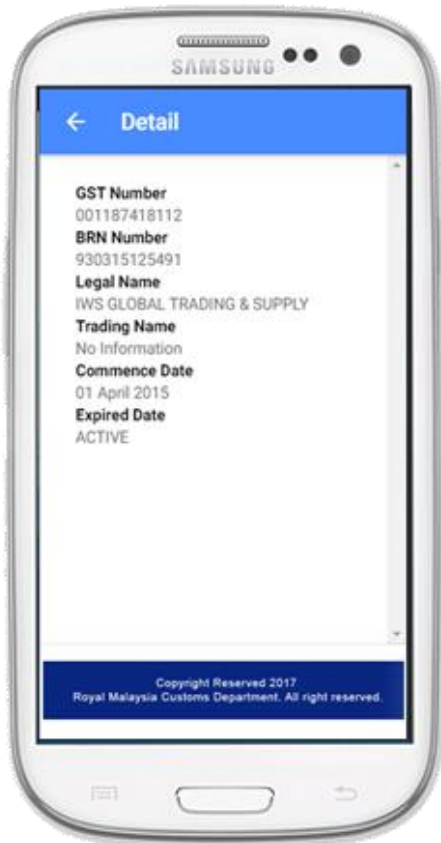 SAMSUNG
Detail
GST Number
001187418112
BRN Number
930315125491
Legal Name
IWS GLOBAL TRADING & SUPPLY
Trading Name
No Information
Commence Date
01 April 2015
Expired Date
ACTIVE
Copyright Reserved 2017
Royal Malaysia Customs Department. All right reserved.